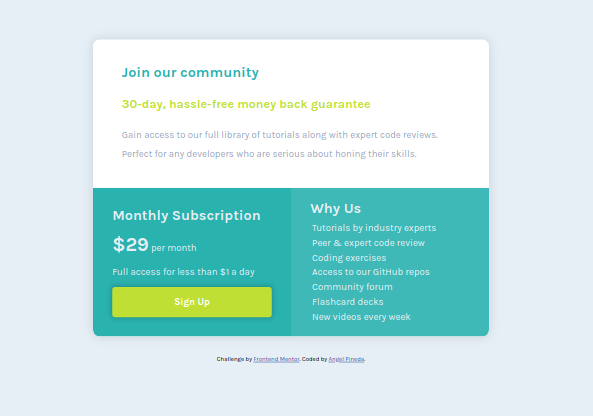 Join our community
30-day, hassle-free money back guarantee
Gain access to our full library of tutorials along with expert code reviews.
Perfect for any developers who are serious about honing their skills.
Monthly Subscription
$29 per month
Full access for less than $1 a day
Sign Up
Why Us
Tutorials by industry experts
Peer & expert code review
Coding exercises
Access to our GitHub repos
Community forum
Flashcard decks
New videos every week
Challenge by Frontend Mentor. Coded by Angel Pineda.